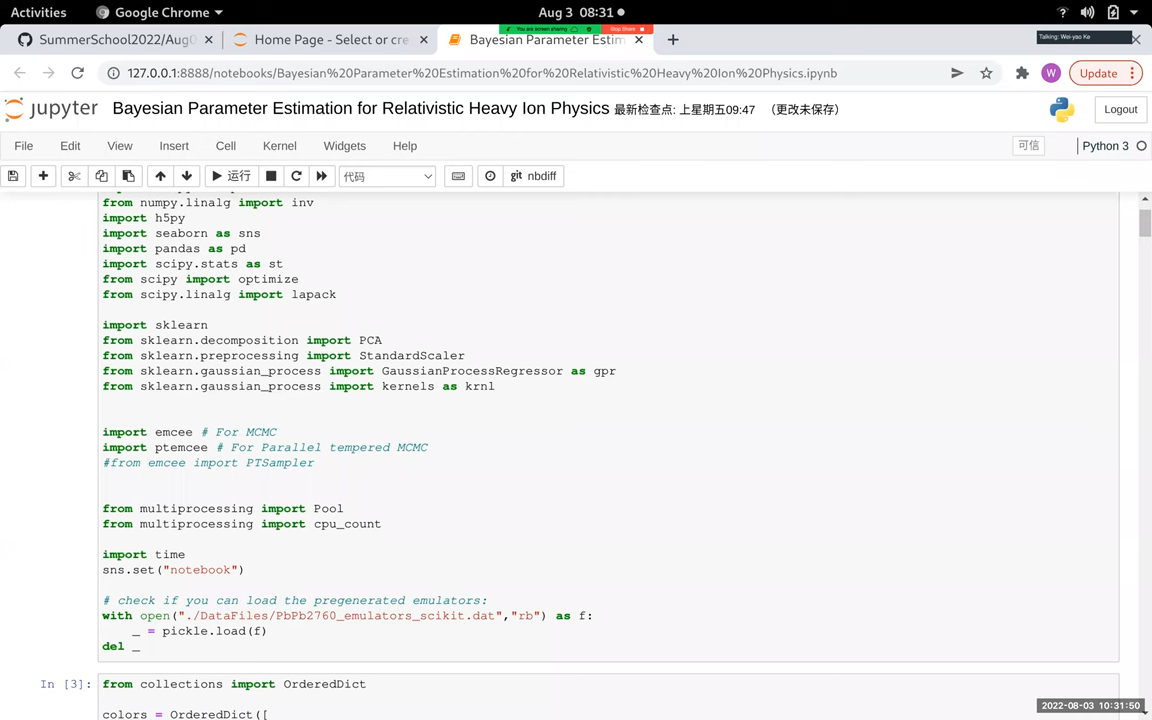 Activities
Google Chrome
Aug 3 08:31
You are screen sharing
Stop Share
SummerSchool2022/Aug0
Home Page - Select or cre
Bayesian Parameter Estim
Talking: Wei-yao Ke
127.0.0.1:8888/notebooks/Bayesian%20Parameter%20Estimation%20for%20Relativistic%20Heavy%20Ion%20Physics.ipynb
W
Update
jupyter
Bayesian Parameter Estimation for Relativistic Heavy Ion Physics 最新检查点: 上星期五09:47 （更改未保存）
Logout
File Edit View Insert Cell Kernel Widgets Help
可信
Python 3
运行
代码
git nbdiff
from numpy.linalg import inv
import h5py
import seaborn as sns
import pandas as pd
import scipy.stats as st
from scipy import optimize
from scipy.linalg import lapack
import sklearn
from sklearn.decomposition import PCA
from sklearn.preprocessing import StandardScaler
from sklearn.gaussian_process import GaussianProcessRegressor as gpr
from sklearn.gaussian_process import kernels as krnl
import emcee # For MCMC
import ptemcee # For Parallel tempered MCMC
#from emcee import PTSampler
from multiprocessing import Pool
from multiprocessing import cpu_count
import time
sns.set("notebook")
# check if you can load the pregenerated emulators:
with open("./DataFiles/PbPb2760_emulators_scikit.dat","rb") as f:
    _ = pickle.load(f)
del _
In [3]:
from collections import OrderedDict
colors = OrderedDict([
2022-08-03 10:31:50